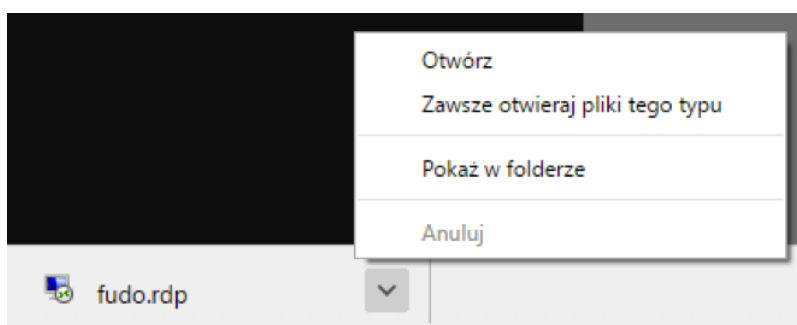 Otwórz
Zawsze otwieraj pliki tego typu
Pokaż w folderze
Anuluj
fudo.rdp